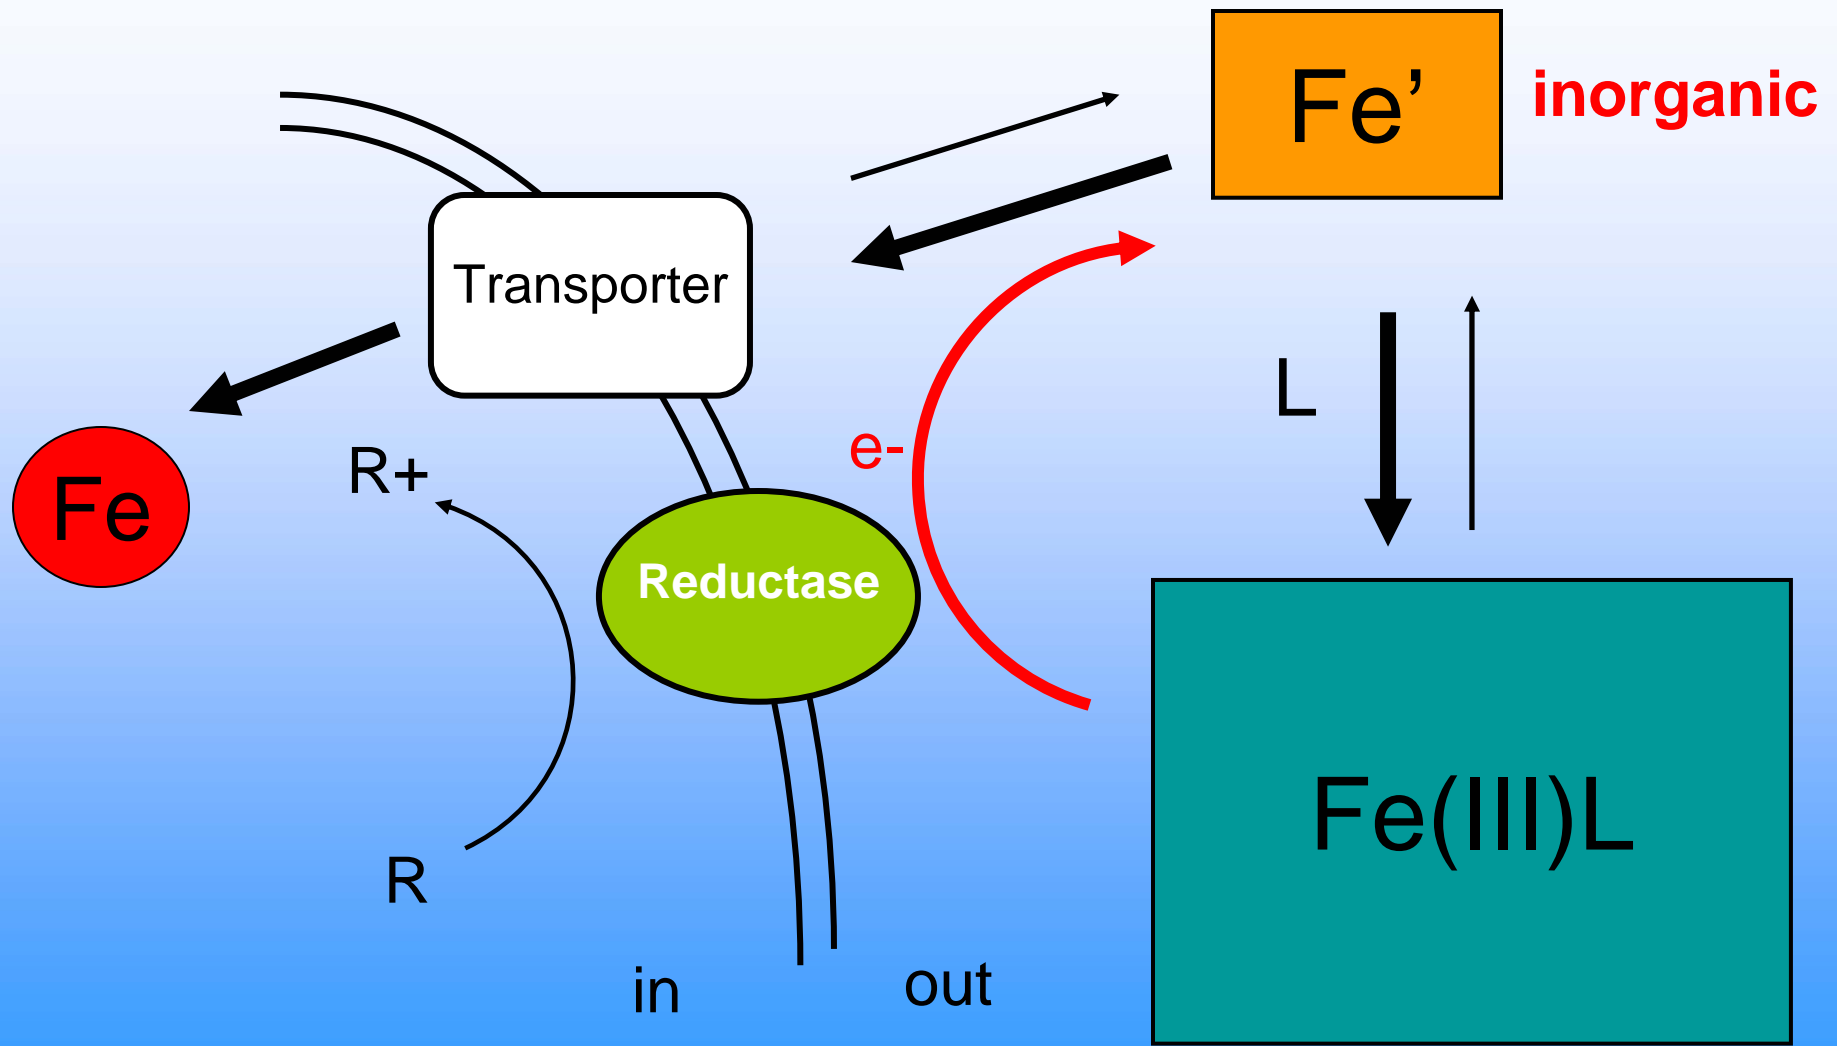 Fe’
inorganic
Transporter
L
e-
R+
Fe
Reductase
Fe(III)L
R
in
out